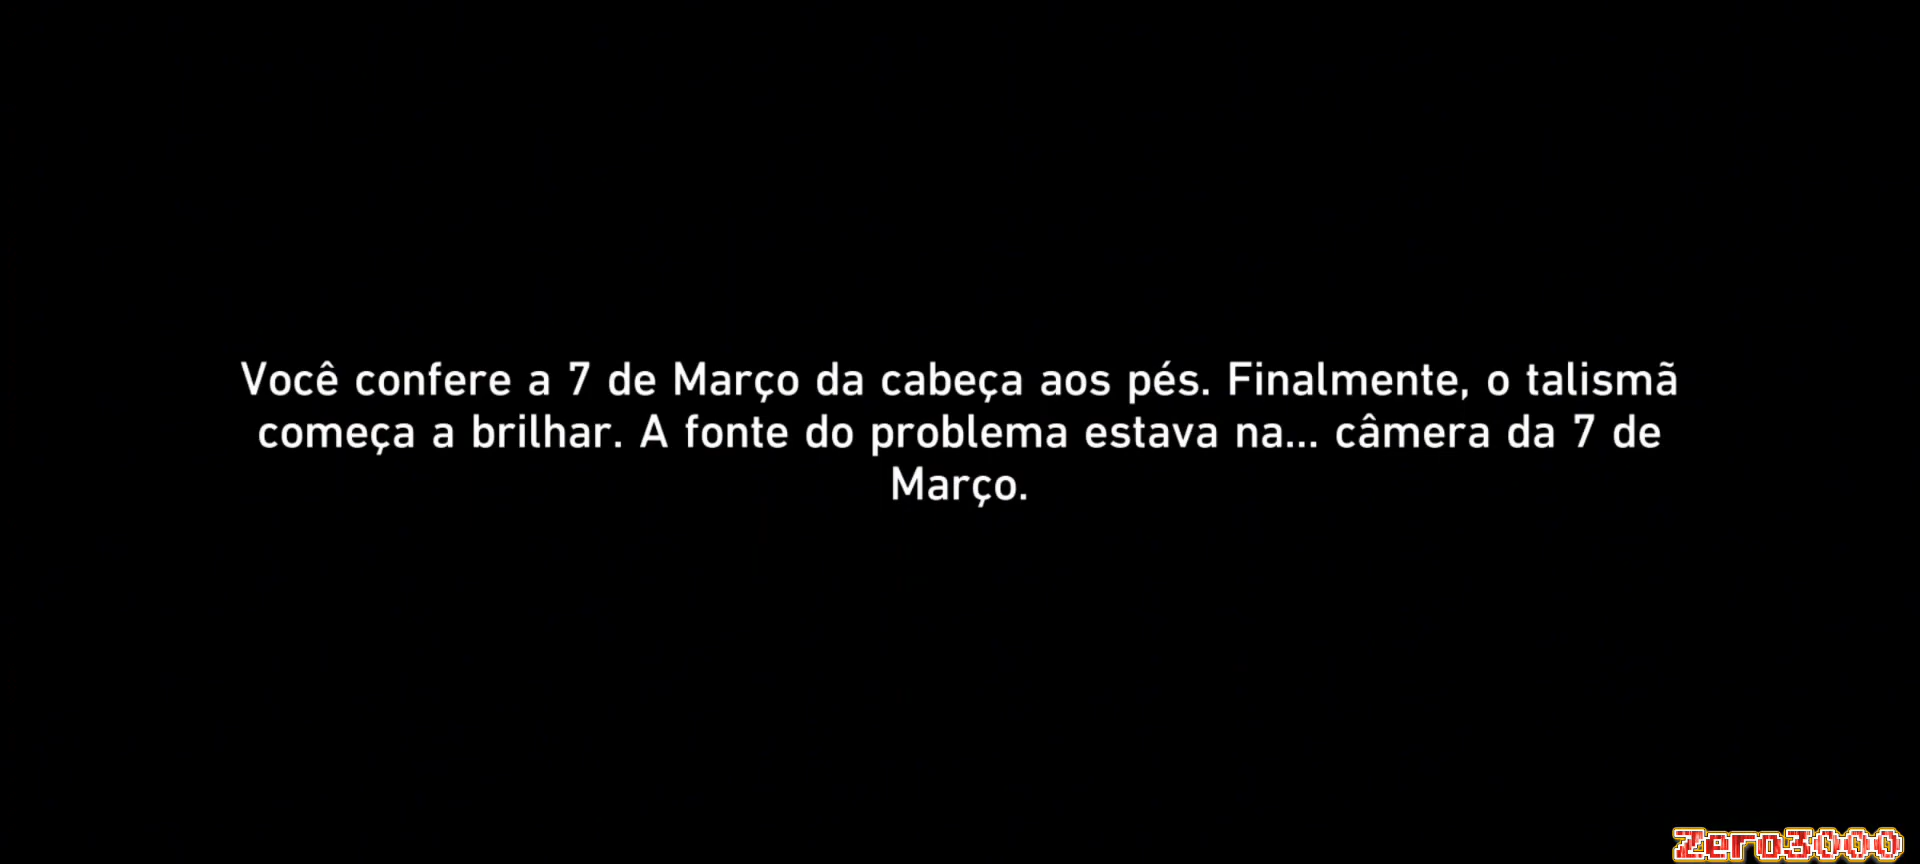 Você confere a 7 de Março da cabeça aos pés. Finalmente, o talismã
começa a brilhar. A fonte do problema estava na... câmera da 7 de
Março.
Zero3000